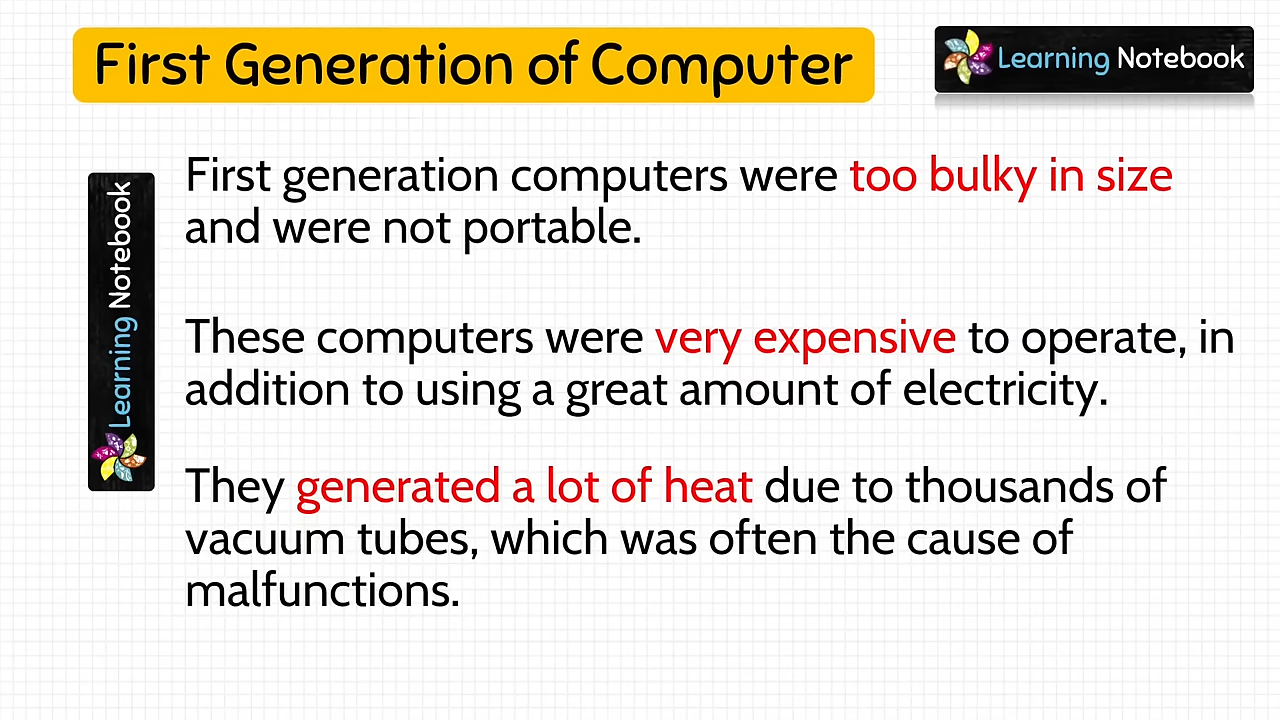 First Generation of Computer
Learning Notebook
Learning Notebook
First generation computers were too bulky in size
and were not portable.
These computers were very expensive to operate, in
addition to using a great amount of electricity.
They generated a lot of heat due to thousands of
vacuum tubes, which was often the cause of
malfunctions.